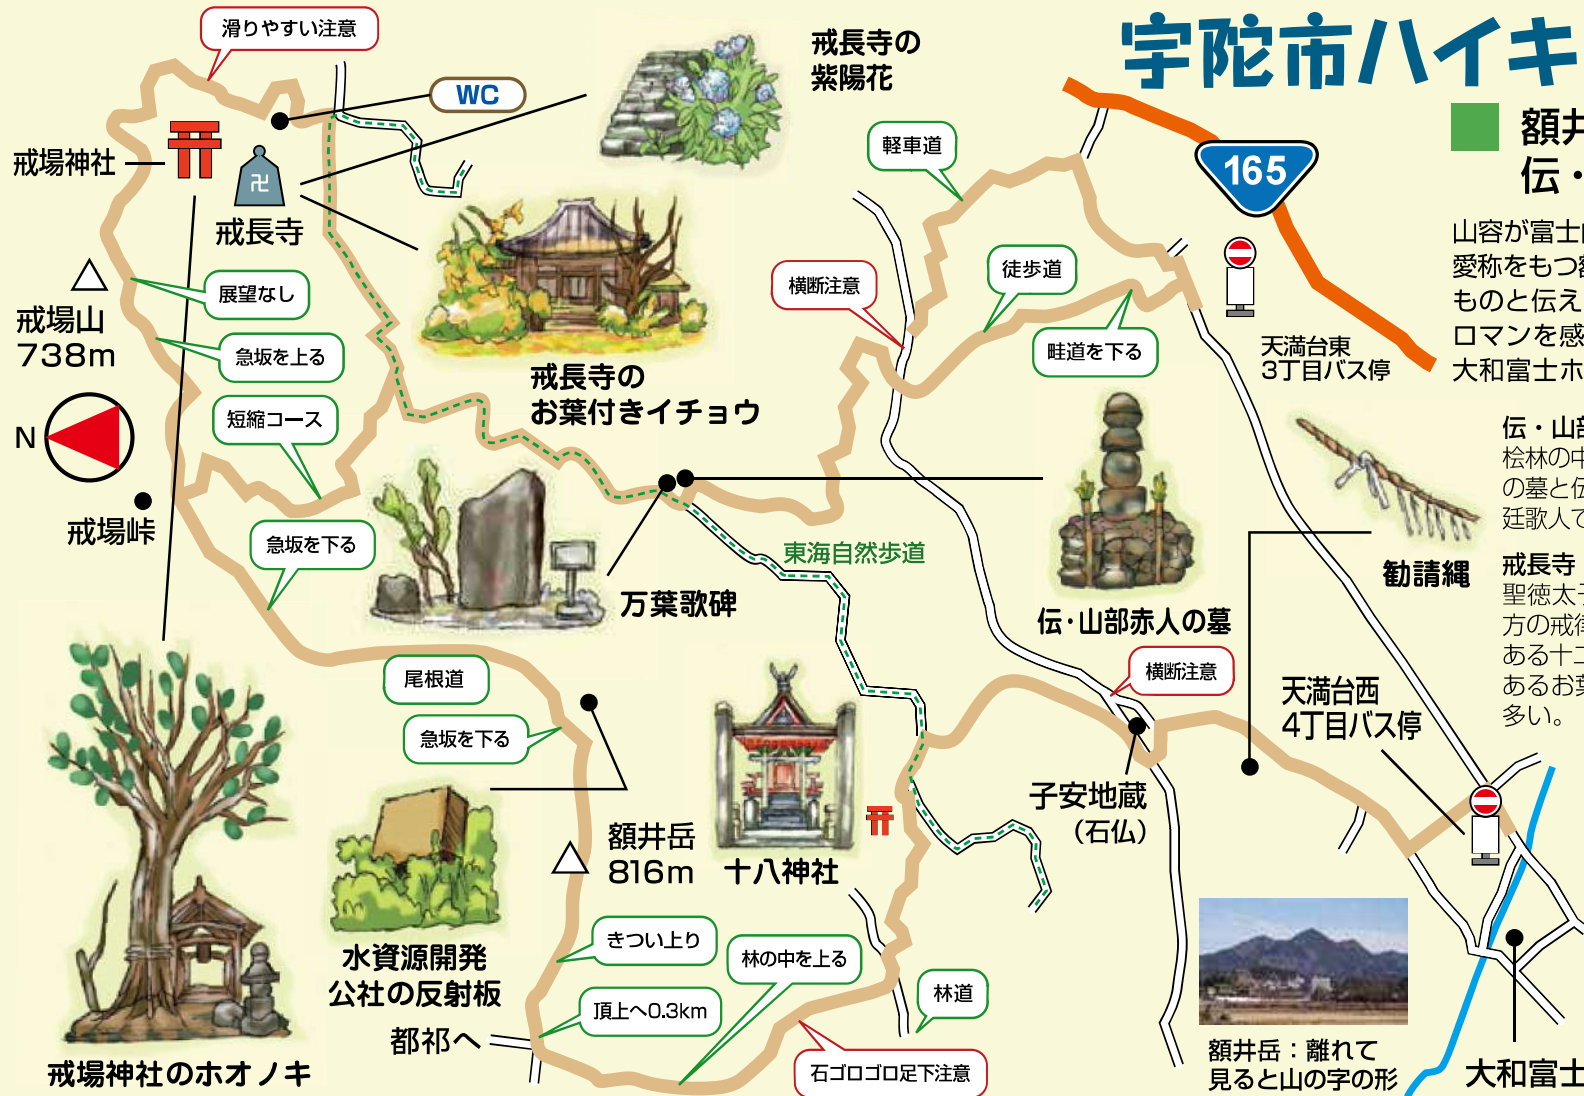 宇陀市ハイキ
滑りやすい注意
WC
戒長寺の
紫陽花
軽車道
165
額井
伝・
戒場神社
卍
戒長寺
山容が富士
愛称をもつ
ものと伝え
ロマンを感
大和富士ホ
展望なし
横断注意
徒歩道
戒場山
738m
急坂を上る
畦道を下る
天満台東
3丁目バス停
戒長寺の
お葉付きイチョウ
短縮コース
N
戒場峠
伝・山部
桧林の中
の墓と伝
廷歌人で
急坂を下る
東海自然歩道
勧請縄
戒長寺
聖徳太子
方の戒律
ある十二
あるお葉
多い。
万葉歌碑
伝・山部赤人の墓
尾根道
横断注意
天満台西
4丁目バス停
急坂を下る
子安地蔵
(石仏)
額井岳
816m
十八神社
水資源開発
公社の反射板
きつい上り
林の中を上る
林道
頂上へ0.3km
都祁へ
石ゴロゴロ足下注意
戒場神社のホオノキ
額井岳：離れて
見ると山の字の形
大和富士